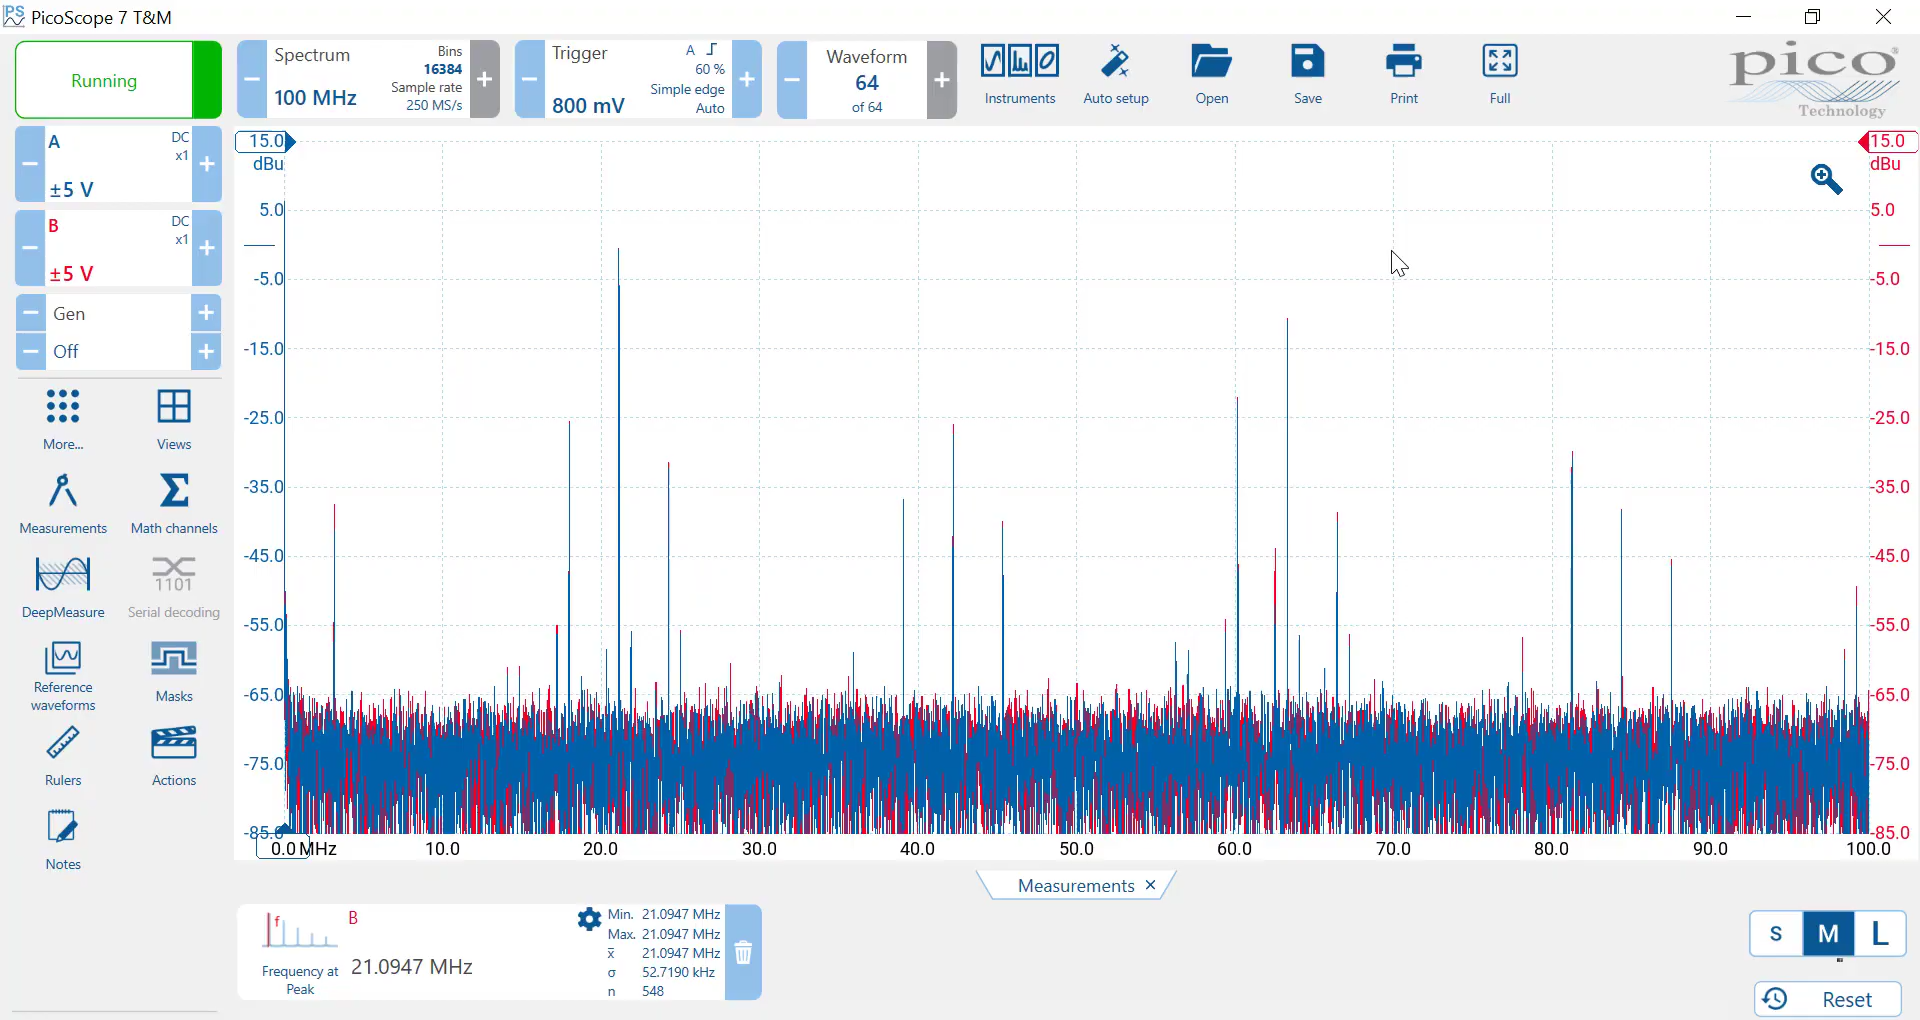 PS
PicoScope 7 T&M
Running
Spectrum
100 MHz
Bins
16384
Sample rate
250 MS/s
Trigger
800 mV
A
60 %
Simple edge
Auto
Waveform
64
of 64
Instruments
Auto setup
Open
Save
Print
Full
pico®
Technology
A
DC
x1
±5 V
B
DC
x1
±5 V
Gen
Off
More...
Views
Measurements
Math channels
DeepMeasure
1101
Serial decoding
Reference
waveforms
Masks
Rulers
Actions
Notes
15.0
dBu
5.0
-5.0
-15.0
-25.0
-35.0
-45.0
-55.0
-65.0
-75.0
-85.0
15.0
dBu
5.0
-5.0
-15.0
-25.0
-35.0
-45.0
-55.0
-65.0
-75.0
-85.0
0.0 MHz 10.0 20.0 30.0 40.0 50.0 60.0 70.0 80.0 90.0 100.0
Measurements ×
f
B
Frequency at
Peak
21.0947 MHz
Min. 21.0947 MHz
Max. 21.0947 MHz
x̄ 21.0947 MHz
σ 52.7190 kHz
n 548
S M L
Reset